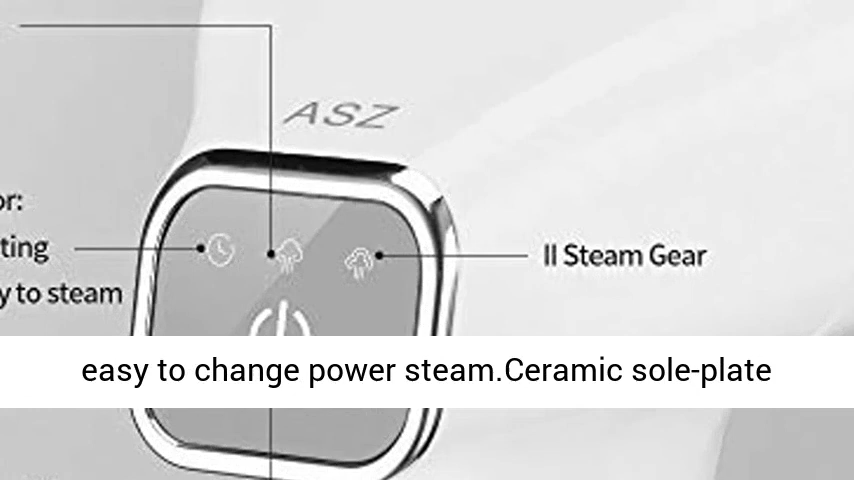 ASZ
or:
ting
y to steam
II Steam Gear
easy to change power steam.Ceramic sole-plate